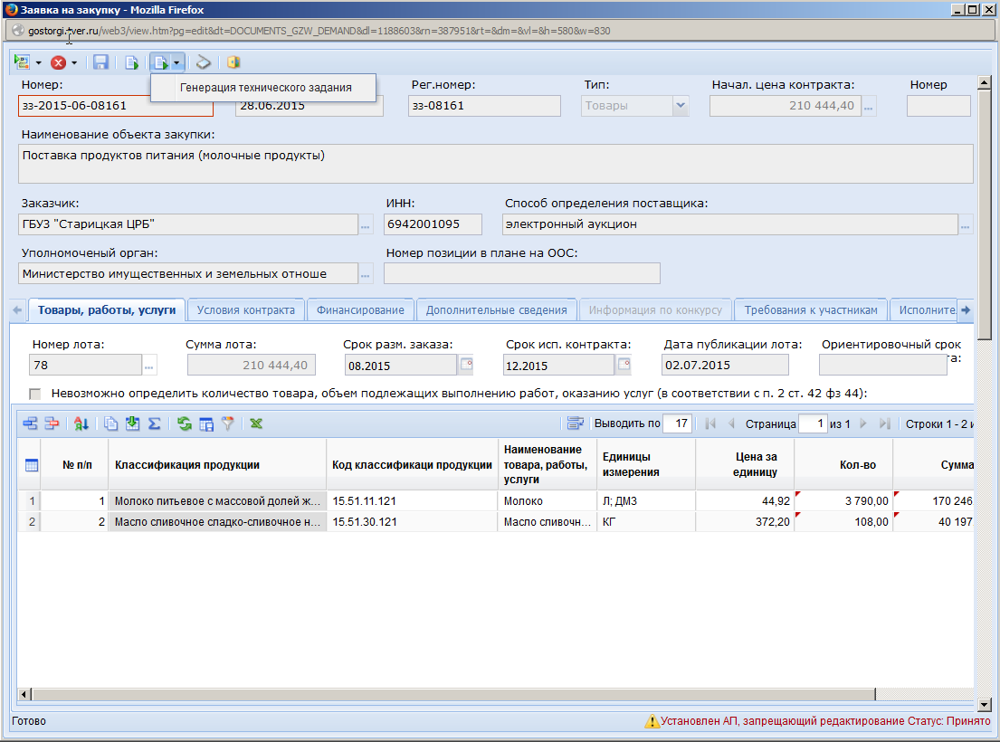 Заявка на закупку - Mozilla Firefox
gostorgi.tver.ru/web3/view.htm?pg=edit&dt=DOCUMENTS_GZW_DEMAND&dl=1188603&rn=387951&rt=&dm=&vl=&h=580&w=830
Генерация технического задания
Номер: Рег.номер: Тип: Начал. цена контракта: Номер
зз-2015-06-08161 28.06.2015 зз-08161 Товары 210 444,40 ...
Наименование объекта закупки:
Поставка продуктов питания (молочные продукты)
Заказчик: ИНН: Способ определения поставщика:
ГБУЗ "Старицкая ЦРБ" ... 6942001095 электронный аукцион ...
Уполномоченый орган: Номер позиции в плане на ООС:
Министерство имущественных и земельных отноше ...
Товары, работы, услуги Условия контракта Финансирование Дополнительные сведения Информация по конкурсу Требования к участникам Исполните
Номер лота: Сумма лота: Срок разм. заказа: Срок исп. контракта: Дата публикации лота: Ориентировочный срок
та:
78 ... 210 444,40 08.2015 12.2015 02.07.2015
Невозможно определить количество товара, объем подлежащих выполнению работ, оказанию услуг (в соответствии с п. 2 ст. 42 фз 44):
Выводить по 17 Страница 1 из 1 Строки 1 - 2 и
№ п/п Классификация продукции Код классификаци продукции Наименование товара, работы, услуги Единицы измерения Цена за единицу Кол-во Сумма
1 1 Молоко питьевое с массовой долей ж... 15.51.11.121 Молоко Л; ДМ3 44,92 3 790,00 170 246
2 2 Масло сливочное сладко-сливочное н... 15.51.30.121 Масло сливочн... КГ 372,20 108,00 40 197
Готово Установлен АП, запрещающий редактирование Статус: Принято